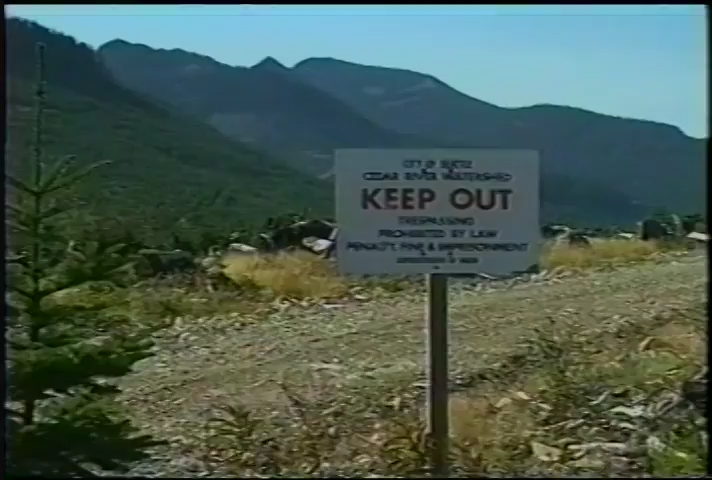 CITY OF SEATTLE
CEDAR RIVER WATERSHED
KEEP OUT
TRESPASSING
PROHIBITED BY LAW
PENALTY, FINE & IMPRISONMENT